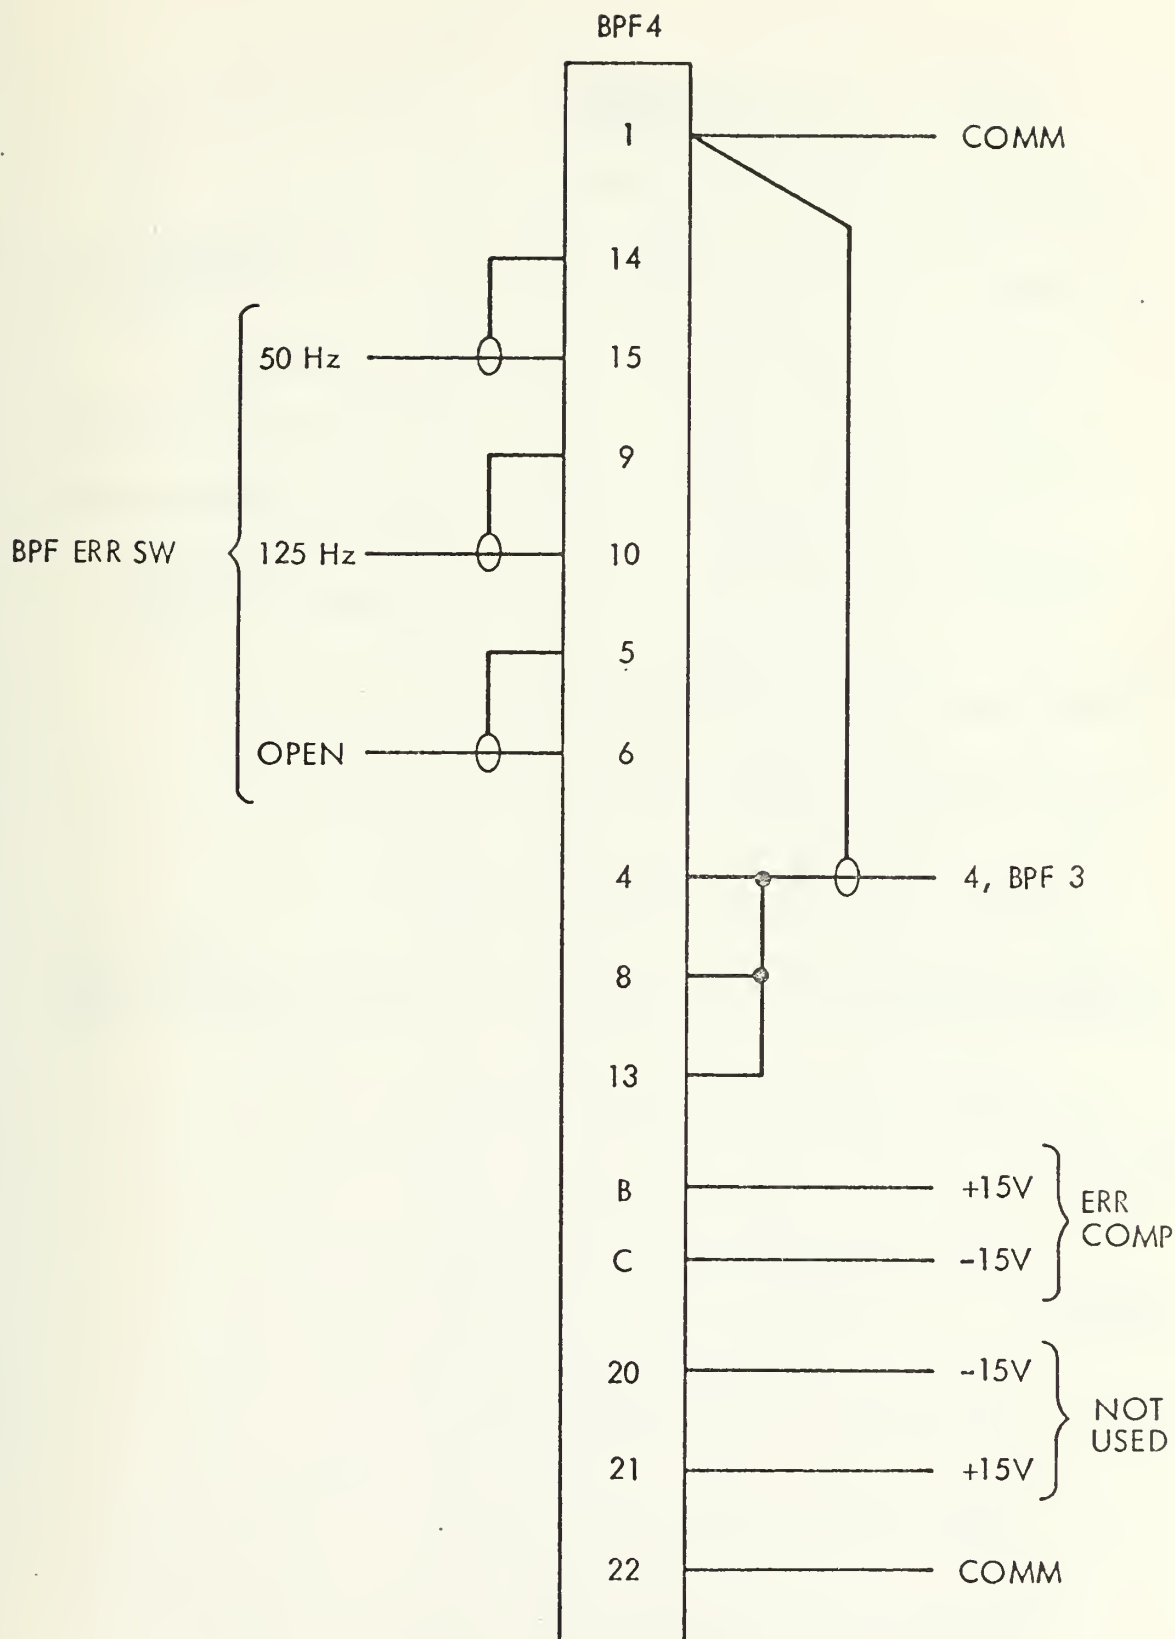 BPF4
1
COMM
14
50 Hz
15
9
BPF ERR SW
125 Hz
10
5
OPEN
6
4
4, BPF 3
8
13
B
+15V
ERR
COMP
C
-15V
20
-15V
NOT
USED
21
+15V
22
COMM